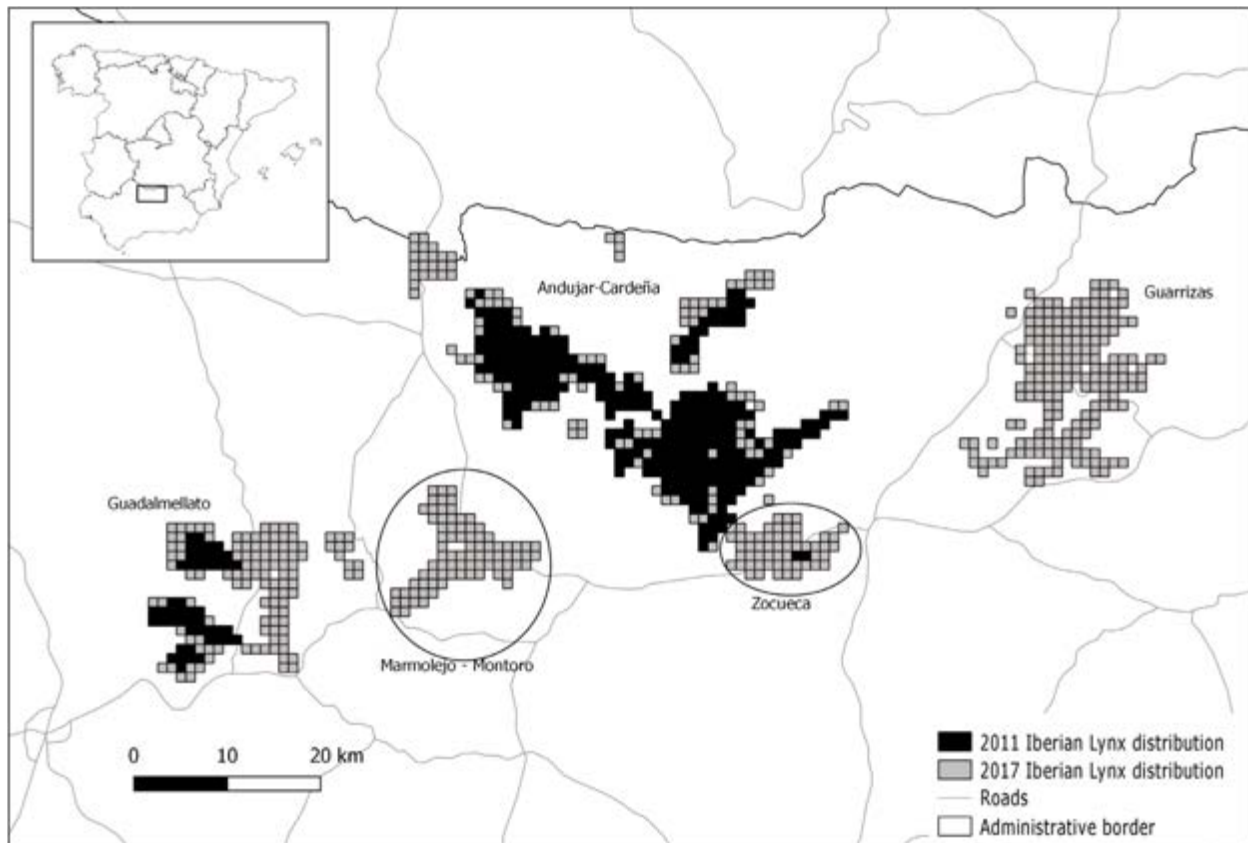 Andujar-Cardeña
Guarrizas
Guadalmellato
Zocueca
Marmolejo - Montoro
0 10 20 km
2011 Iberian Lynx distribution
2017 Iberian Lynx distribution
Roads
Administrative border